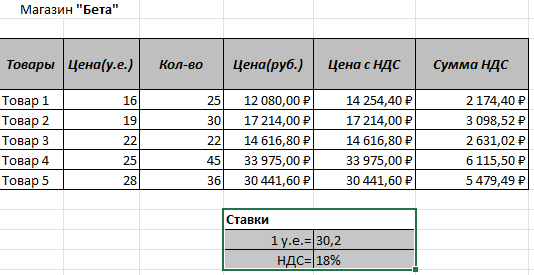 Магазин "Бета"
Товары Цена(у.е.) Кол-во Цена(руб.) Цена с НДС Сумма НДС
Товар 1 16 25 12 080,00 ₽ 14 254,40 ₽ 2 174,40 ₽
Товар 2 19 30 17 214,00 ₽ 17 214,00 ₽ 3 098,52 ₽
Товар 3 22 22 14 616,80 ₽ 14 616,80 ₽ 2 631,02 ₽
Товар 4 25 45 33 975,00 ₽ 33 975,00 ₽ 6 115,50 ₽
Товар 5 28 36 30 441,60 ₽ 30 441,60 ₽ 5 479,49 ₽
Ставки
1 у.е.= 30,2
НДС= 18%